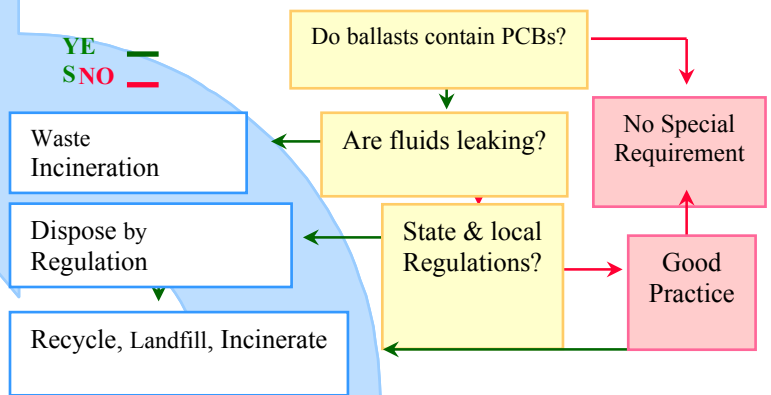 YE
S NO
Do ballasts contain PCBs?
Waste
Incineration
Are fluids leaking?
No Special
Requirement
Dispose by
Regulation
State & local
Regulations?
Good
Practice
Recycle, Landfill, Incinerate